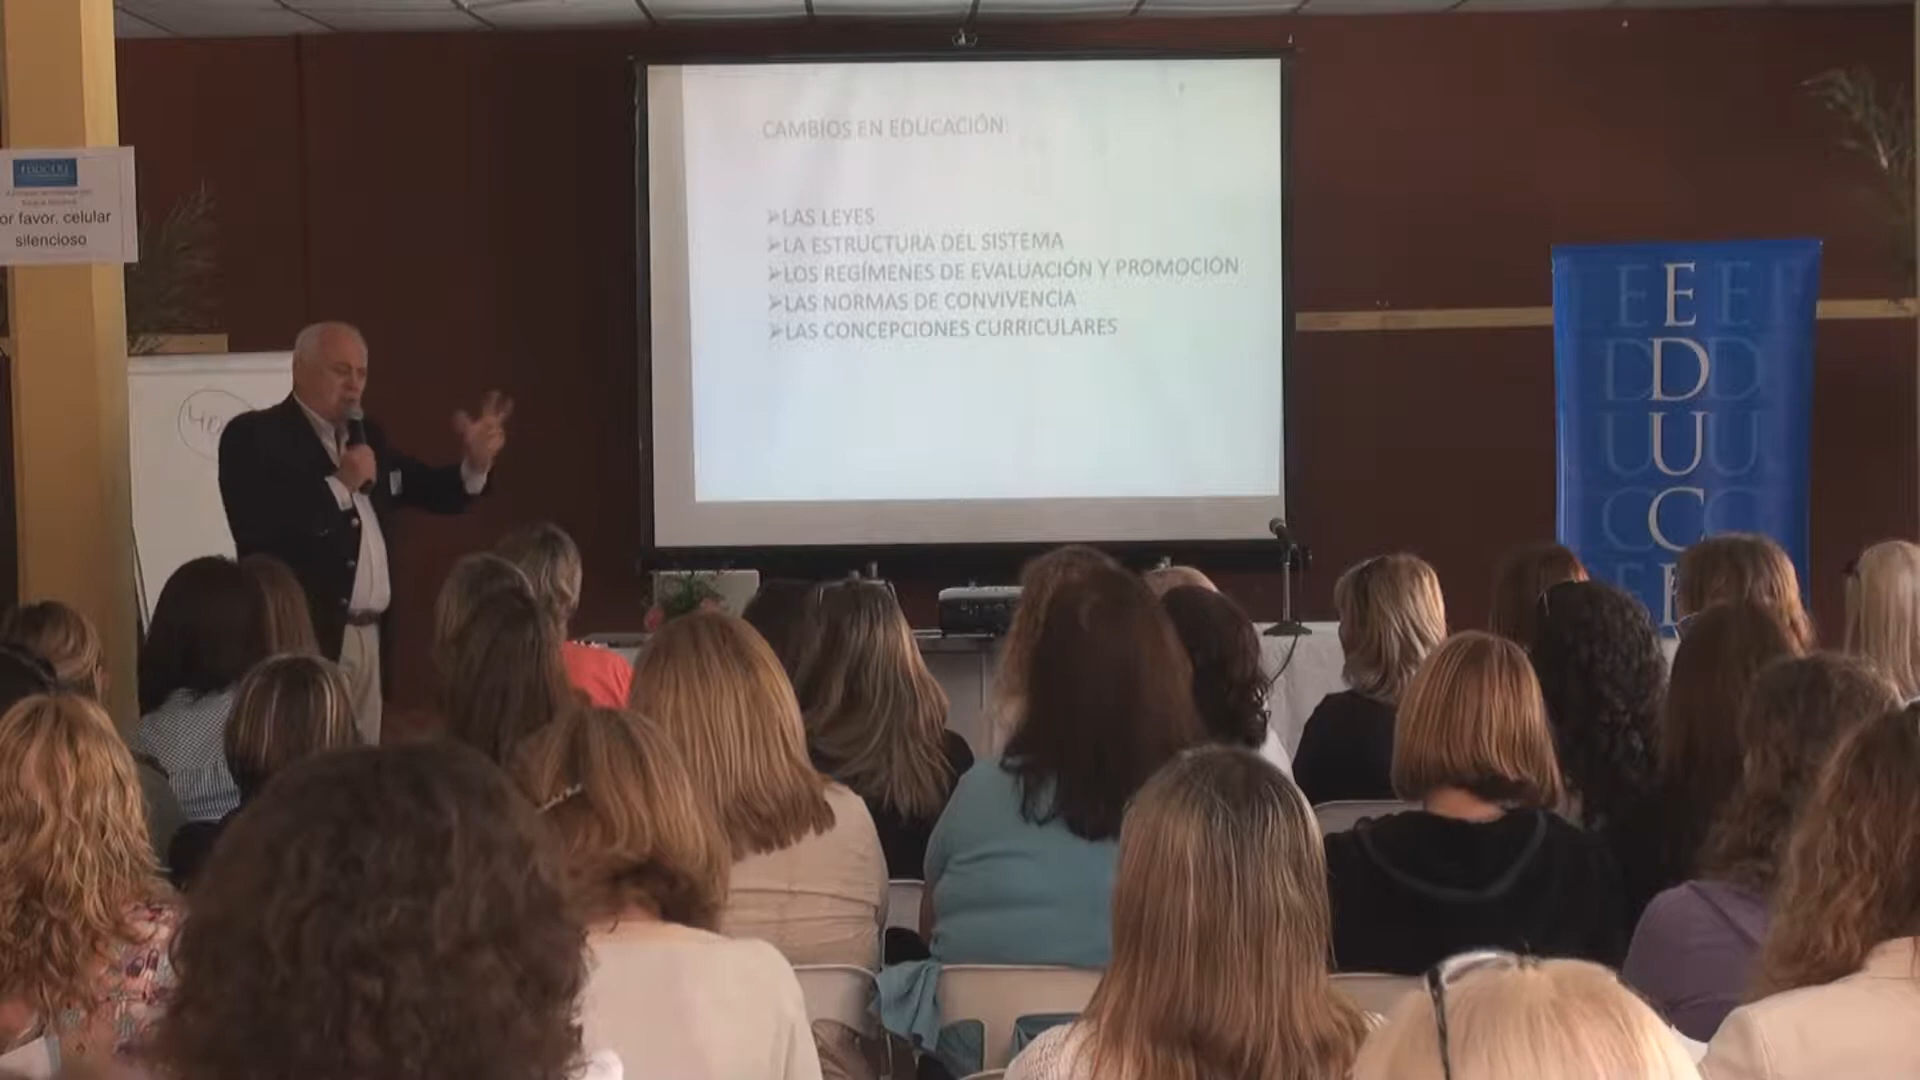 or favor, celular
silencioso
40
CAMBIOS EN EDUCACIÓN:
➢LAS LEYES
➢LA ESTRUCTURA DEL SISTEMA
➢LOS REGÍMENES DE EVALUACIÓN Y PROMOCIÓN
➢LAS NORMAS DE CONVIVENCIA
➢LAS CONCEPCIONES CURRICULARES
E
D
U
C
E